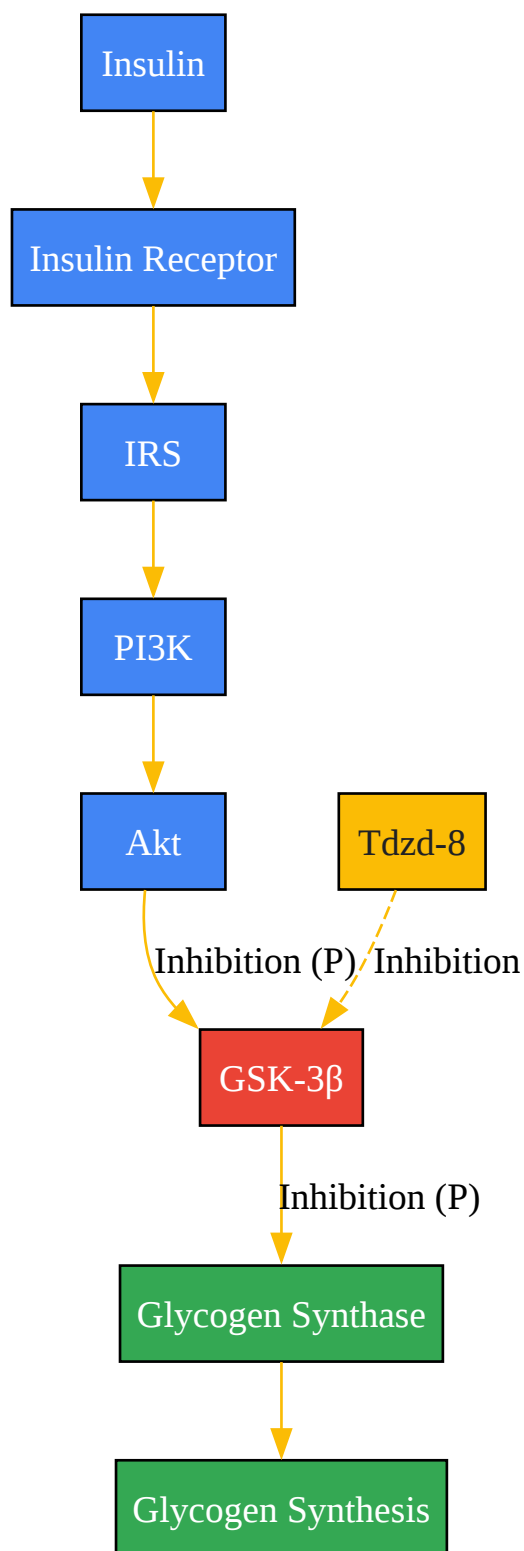 Insulin
Insulin Receptor
IRS
PI3K
Akt
Tdzd-8
Inhibition (P)
Inhibition
GSK-3β
Inhibition (P)
Glycogen Synthase
Glycogen Synthesis